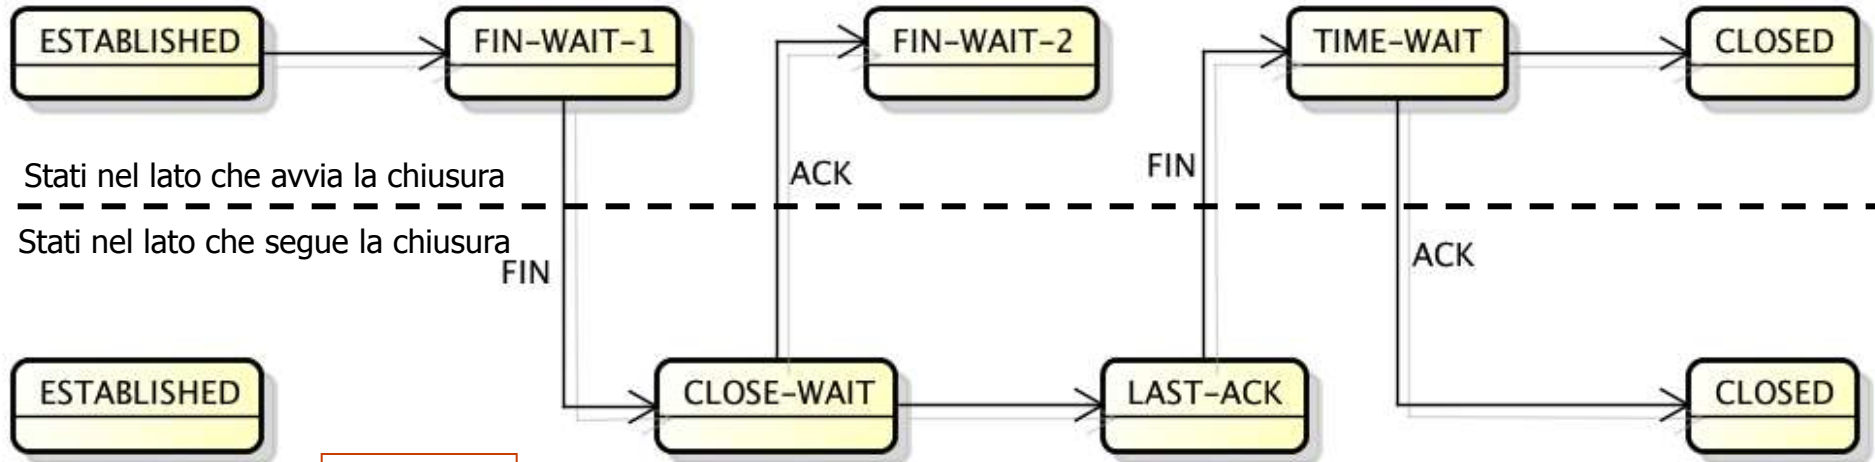 ESTABLISHED
FIN-WAIT-1
FIN-WAIT-2
TIME-WAIT
CLOSED
Stati nel lato che avvia la chiusura
ACK
FIN
Stati nel lato che segue la chiusura
FIN
ACK
ESTABLISHED
CLOSE-WAIT
LAST-ACK
CLOSED